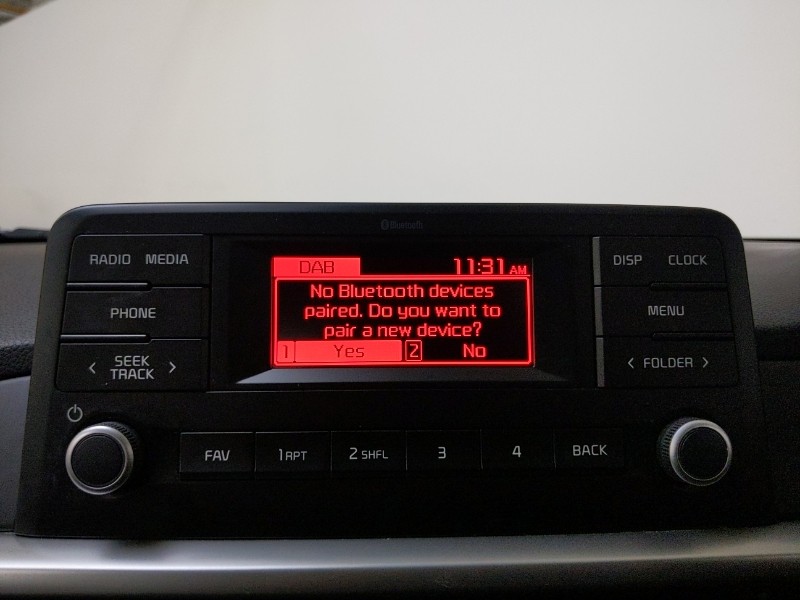 Bluetooth
RADIO MEDIA
PHONE
< SEEK >
TRACK
DAB 11:31 AM
No Bluetooth devices
paired. Do you want to
pair a new device?
1 Yes 2 No
DISP CLOCK
MENU
< FOLDER >
FAV 1 RPT 2 SHFL 3 4 BACK